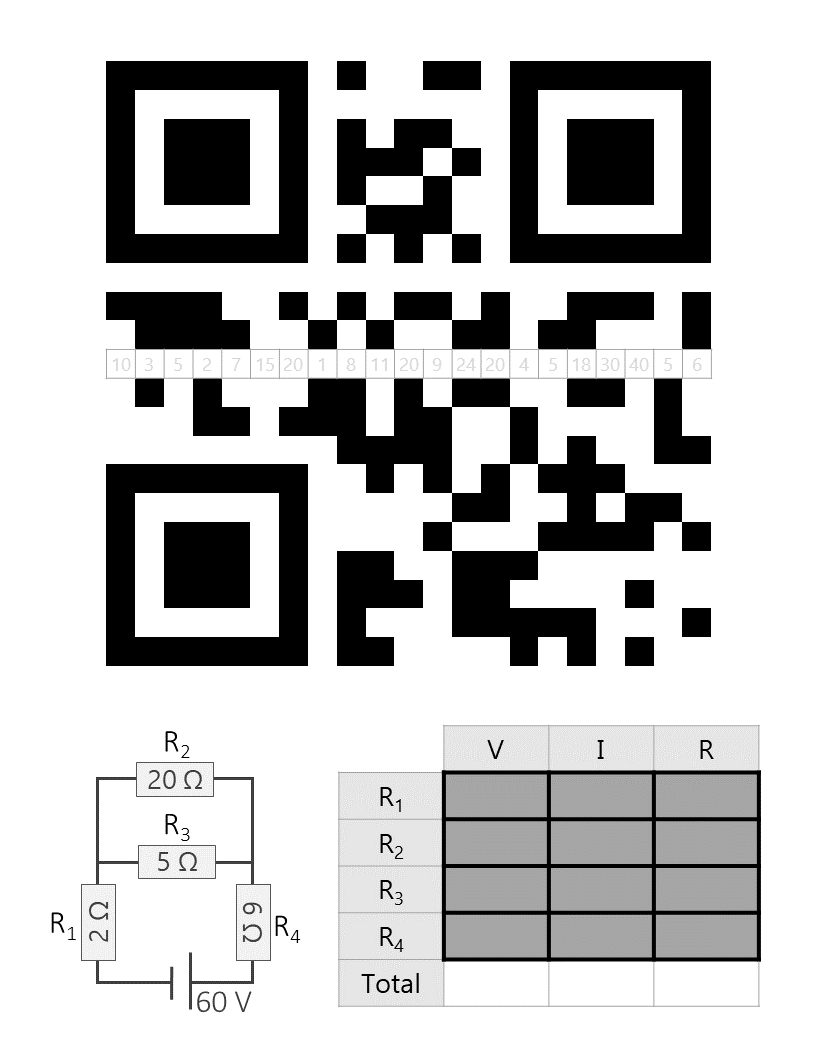 10 3 5 2 7 15 20 1 8 11 20 9 24 20 4 5 18 30 40 5 6
R₂
20 Ω
R₃
5 Ω
R₁
2 Ω
6 Ω
R₄
60 V
V I R
R₁
R₂
R₃
R₄
Total